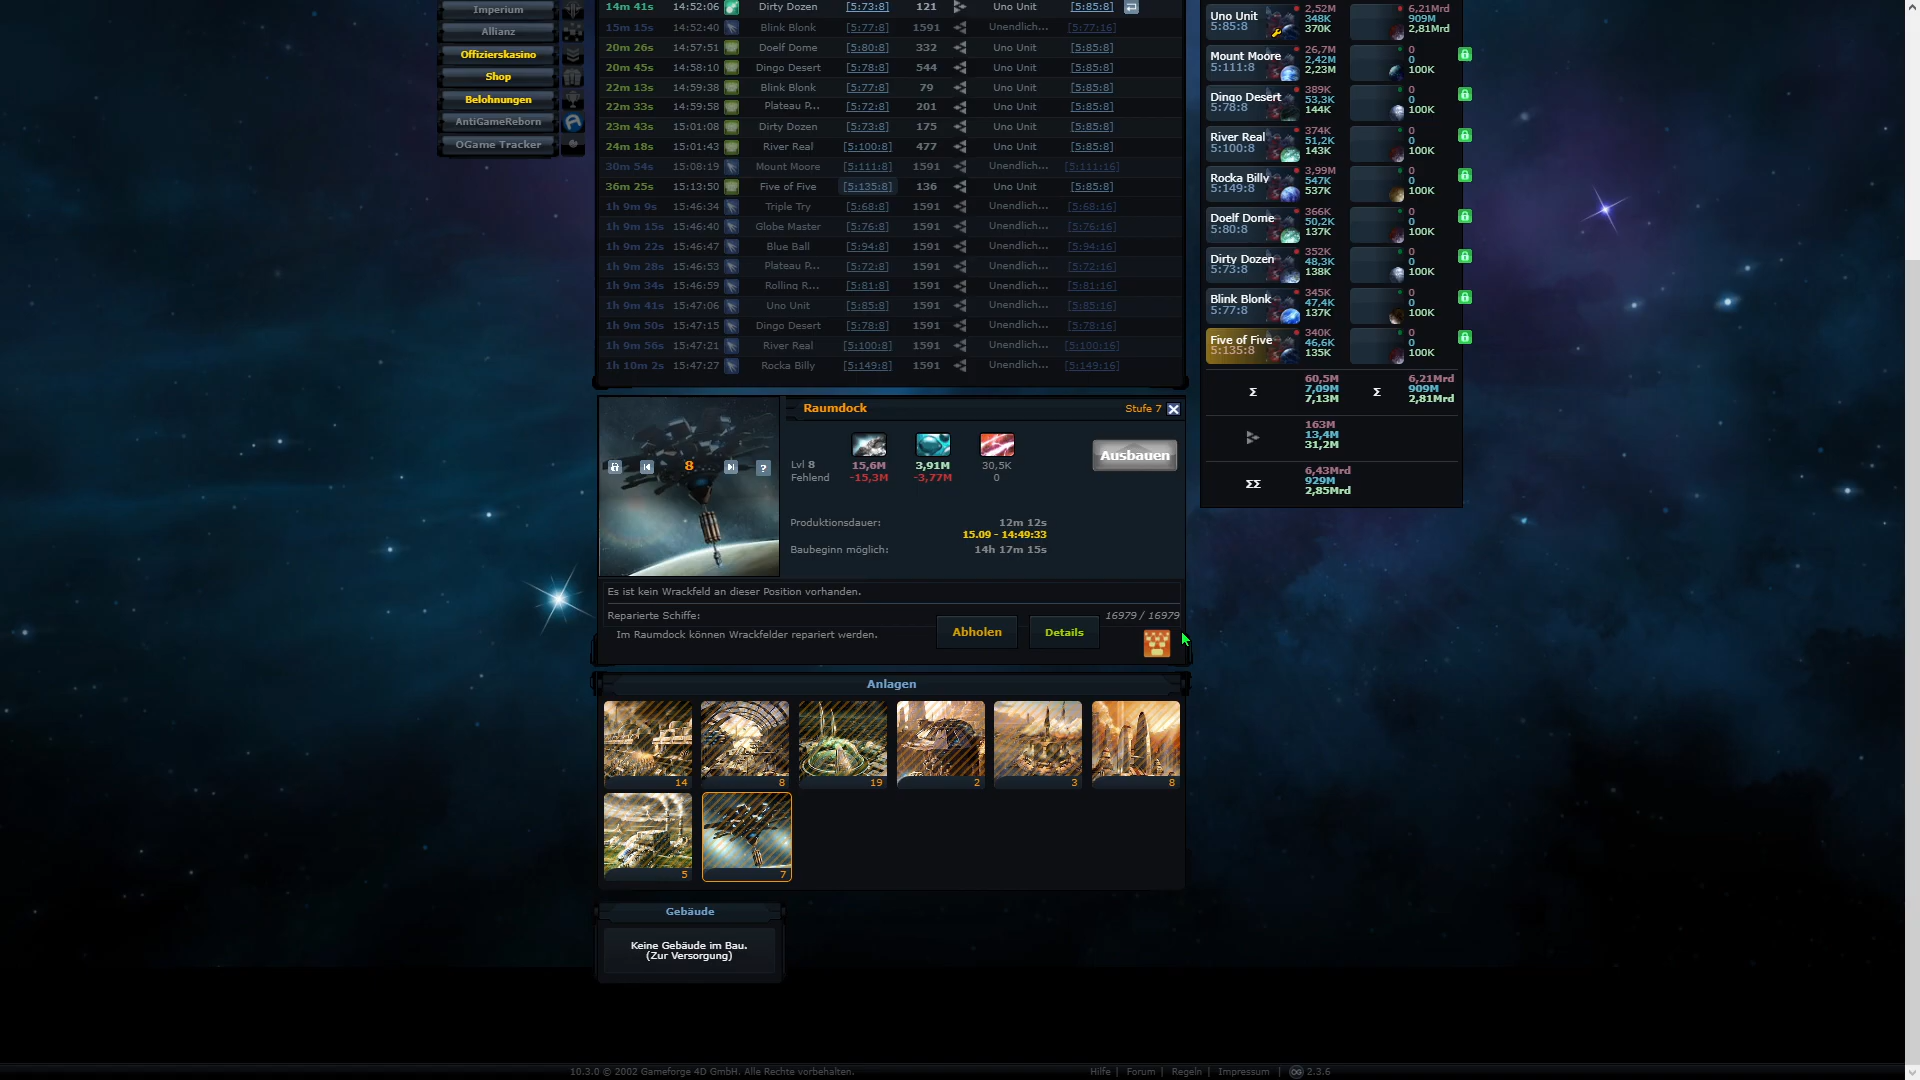 Imperium
Allianz
Offizierskasino
Shop
Belohnungen
AntiGameReborn
OGame Tracker
14m 41s 14:52:06 Dirty Dozen [5:73:8] 121 Uno Unit [5:85:8]
15m 15s 14:52:40 Blink Blonk [5:77:8] 1591 Unendlich... [5:77:16]
20m 26s 14:57:51 Doelf Dome [5:80:8] 332 Uno Unit [5:85:8]
20m 45s 14:58:10 Dingo Desert [5:78:8] 544 Uno Unit [5:85:8]
22m 13s 14:59:38 Blink Blonk [5:77:8] 79 Uno Unit [5:85:8]
22m 33s 14:59:58 Plateau P... [5:72:8] 201 Uno Unit [5:85:8]
23m 43s 15:01:08 Dirty Dozen [5:73:8] 175 Uno Unit [5:85:8]
24m 18s 15:01:43 River Real [5:100:8] 477 Uno Unit [5:85:8]
30m 54s 15:08:19 Mount Moore [5:111:8] 1591 Unendlich... [5:111:16]
36m 25s 15:13:50 Five of Five [5:135:8] 136 Uno Unit [5:85:8]
1h 9m 9s 15:46:34 Triple Try [5:68:8] 1591 Unendlich... [5:68:16]
1h 9m 15s 15:46:40 Globe Master [5:76:8] 1591 Unendlich... [5:76:16]
1h 9m 22s 15:46:47 Blue Ball [5:94:8] 1591 Unendlich... [5:94:16]
1h 9m 28s 15:46:53 Plateau P... [5:72:8] 1591 Unendlich... [5:72:16]
1h 9m 34s 15:46:59 Rolling R... [5:81:8] 1591 Unendlich... [5:81:16]
1h 9m 41s 15:47:06 Uno Unit [5:85:8] 1591 Unendlich... [5:85:16]
1h 9m 50s 15:47:15 Dingo Desert [5:78:8] 1591 Unendlich... [5:78:16]
1h 9m 56s 15:47:21 River Real [5:100:8] 1591 Unendlich... [5:100:16]
1h 10m 2s 15:47:27 Rocka Billy [5:149:8] 1591 Unendlich... [5:149:16]
Raumdock Stufe 7
8 ?
Lvl 8 15,6M 3,91M 30,5K
Fehlend -15,3M -3,77M 0
Ausbauen
Produktionsdauer: 12m 12s
15.09 - 14:49:33
Baubeginn möglich: 14h 17m 15s
Es ist kein Wrackfeld an dieser Position vorhanden.
Reparierte Schiffe: 16979 / 16979
Im Raumdock können Wrackfelder repariert werden.
Abholen Details
Anlagen
14 8 19 2 3 8
5 7
Gebäude
Keine Gebäude im Bau.
(Zur Versorgung)
Uno Unit 2,52M 6,21Mrd
5:85:8 348K 909M
370K 2,81Mrd
Mount Moore 26,7M 0
5:111:8 2,42M 0
2,23M 100K
Dingo Desert 389K 0
5:78:8 53,3K 0
144K 100K
River Real 374K 0
5:100:8 51,2K 0
143K 100K
Rocka Billy 3,99M 0
5:149:8 547K 0
537K 100K
Doelf Dome 366K 0
5:80:8 50,2K 0
137K 100K
Dirty Dozen 352K 0
5:73:8 48,3K 0
138K 100K
Blink Blonk 345K 0
5:77:8 47,4K 0
137K 100K
Five of Five 340K 0
5:135:8 46,6K 0
135K 100K
60,5M 6,21Mrd
Σ 7,09M Σ 909M
7,13M 2,81Mrd
163M
13,4M
31,2M
6,43Mrd
ΣΣ 929M
2,85Mrd
10.3.0 © 2002 Gameforge 4D GmbH. Alle Rechte vorbehalten.
Hilfe | Forum | Regeln | Impressum | OG 2.3.6